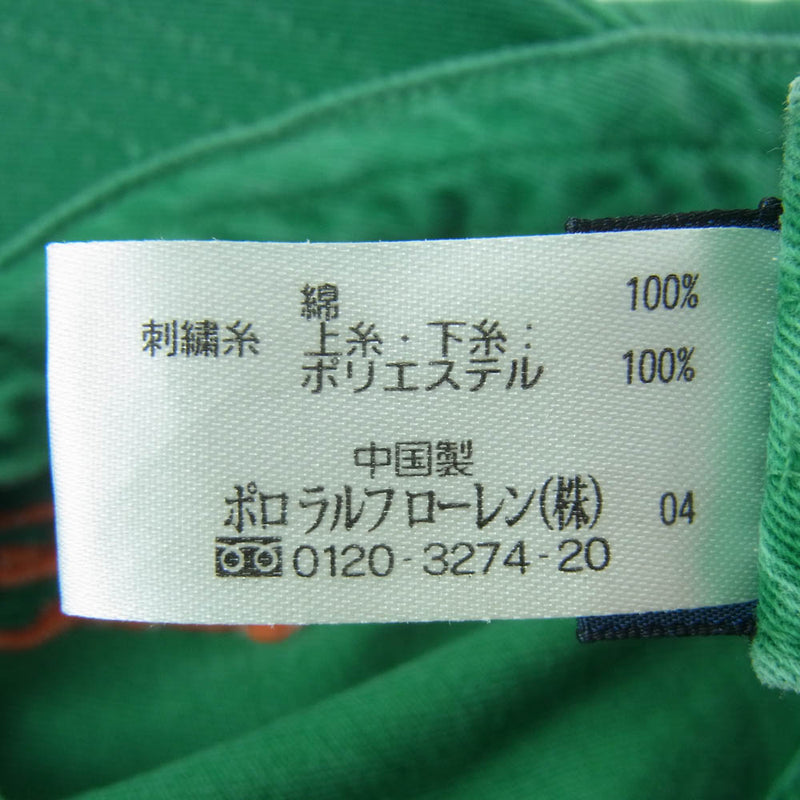 綿 100%
刺繍糸 上糸・下糸：
ポリエステル 100%
中国製
ポロ ラルフ ローレン(株) 04
0120-3274-20